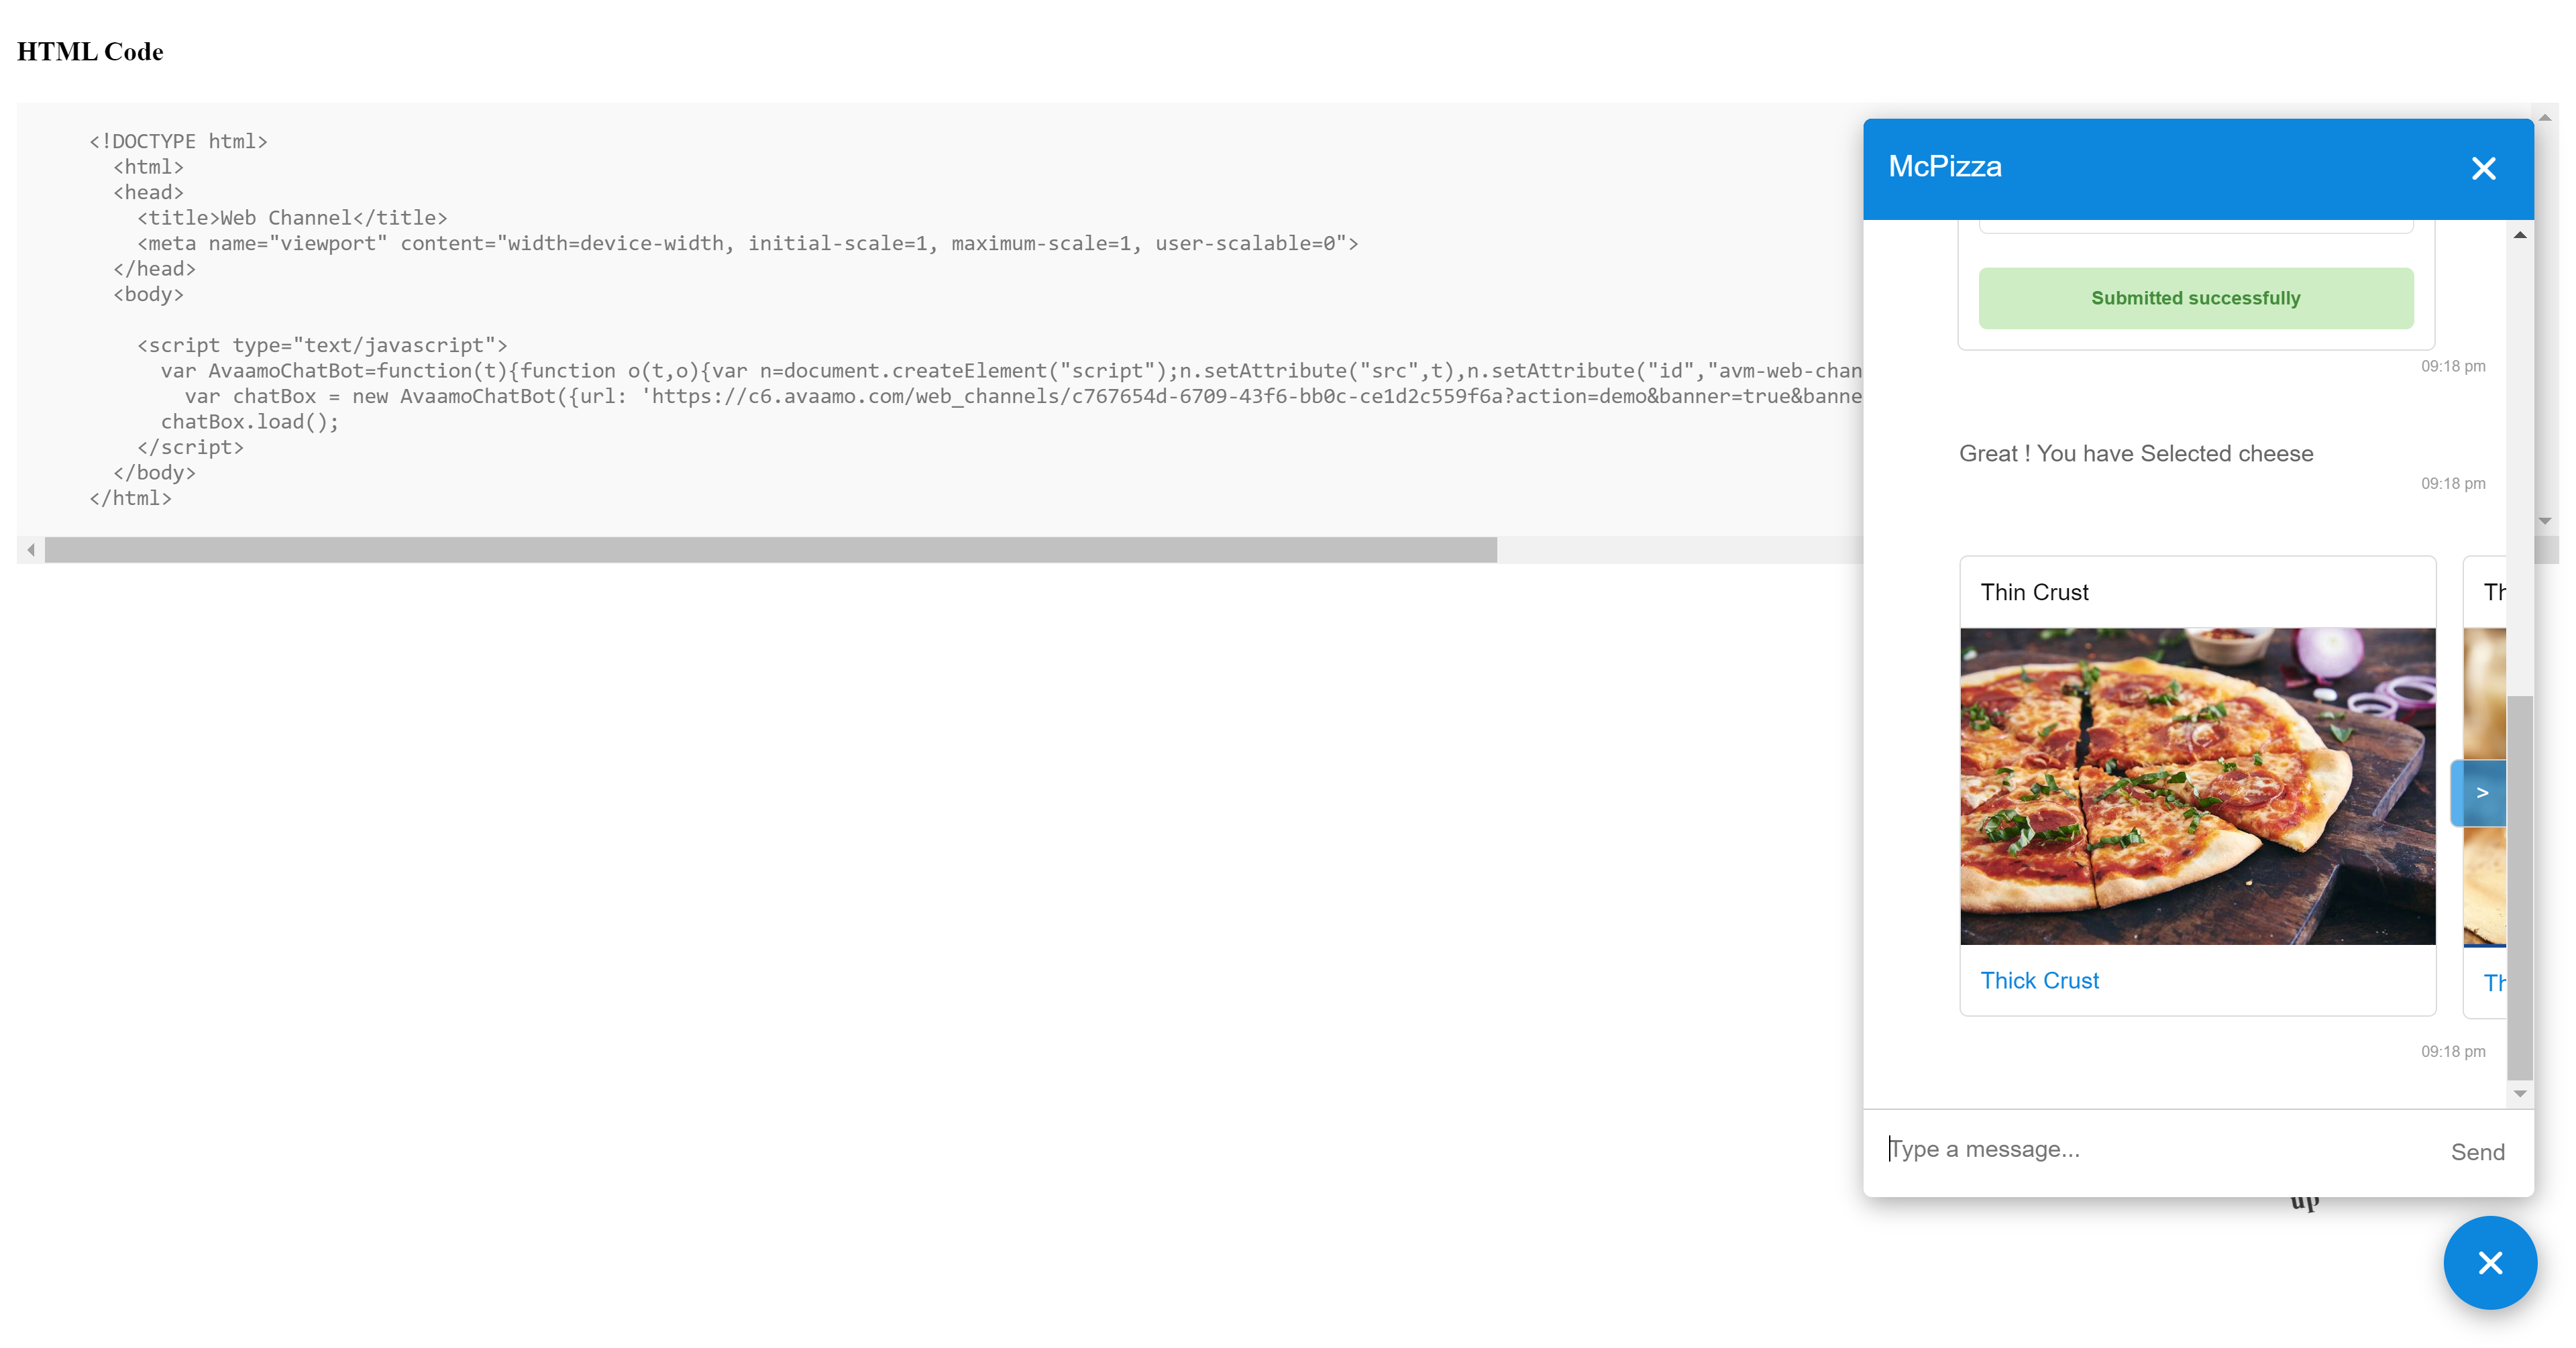 HTML Code
<!DOCTYPE html>
<html>
<head>
<title>Web Channel</title>
<meta name="viewport" content="width=device-width, initial-scale=1, maximum-scale=1, user-scalable=0">
</head>
<body>
<script type="text/javascript">
var AvaamoChatBot=function(t){function o(t,o){var n=document.createElement("script");n.setAttribute("src",t),n.setAttribute("id","avm-web-chan
var chatBox = new AvaamoChatBot({url: 'https://c6.avaamo.com/web_channels/c767654d-6709-43f6-bb0c-ce1d2c559f6a?action=demo&banner=true&banne
chatBox.load();
</script>
</body>
</html>
McPizza
Submitted successfully
09:18 pm
Great ! You have Selected cheese
09:18 pm
Thin Crust
Th
>
Thick Crust
Th
09:18 pm
Type a message...
Send
up